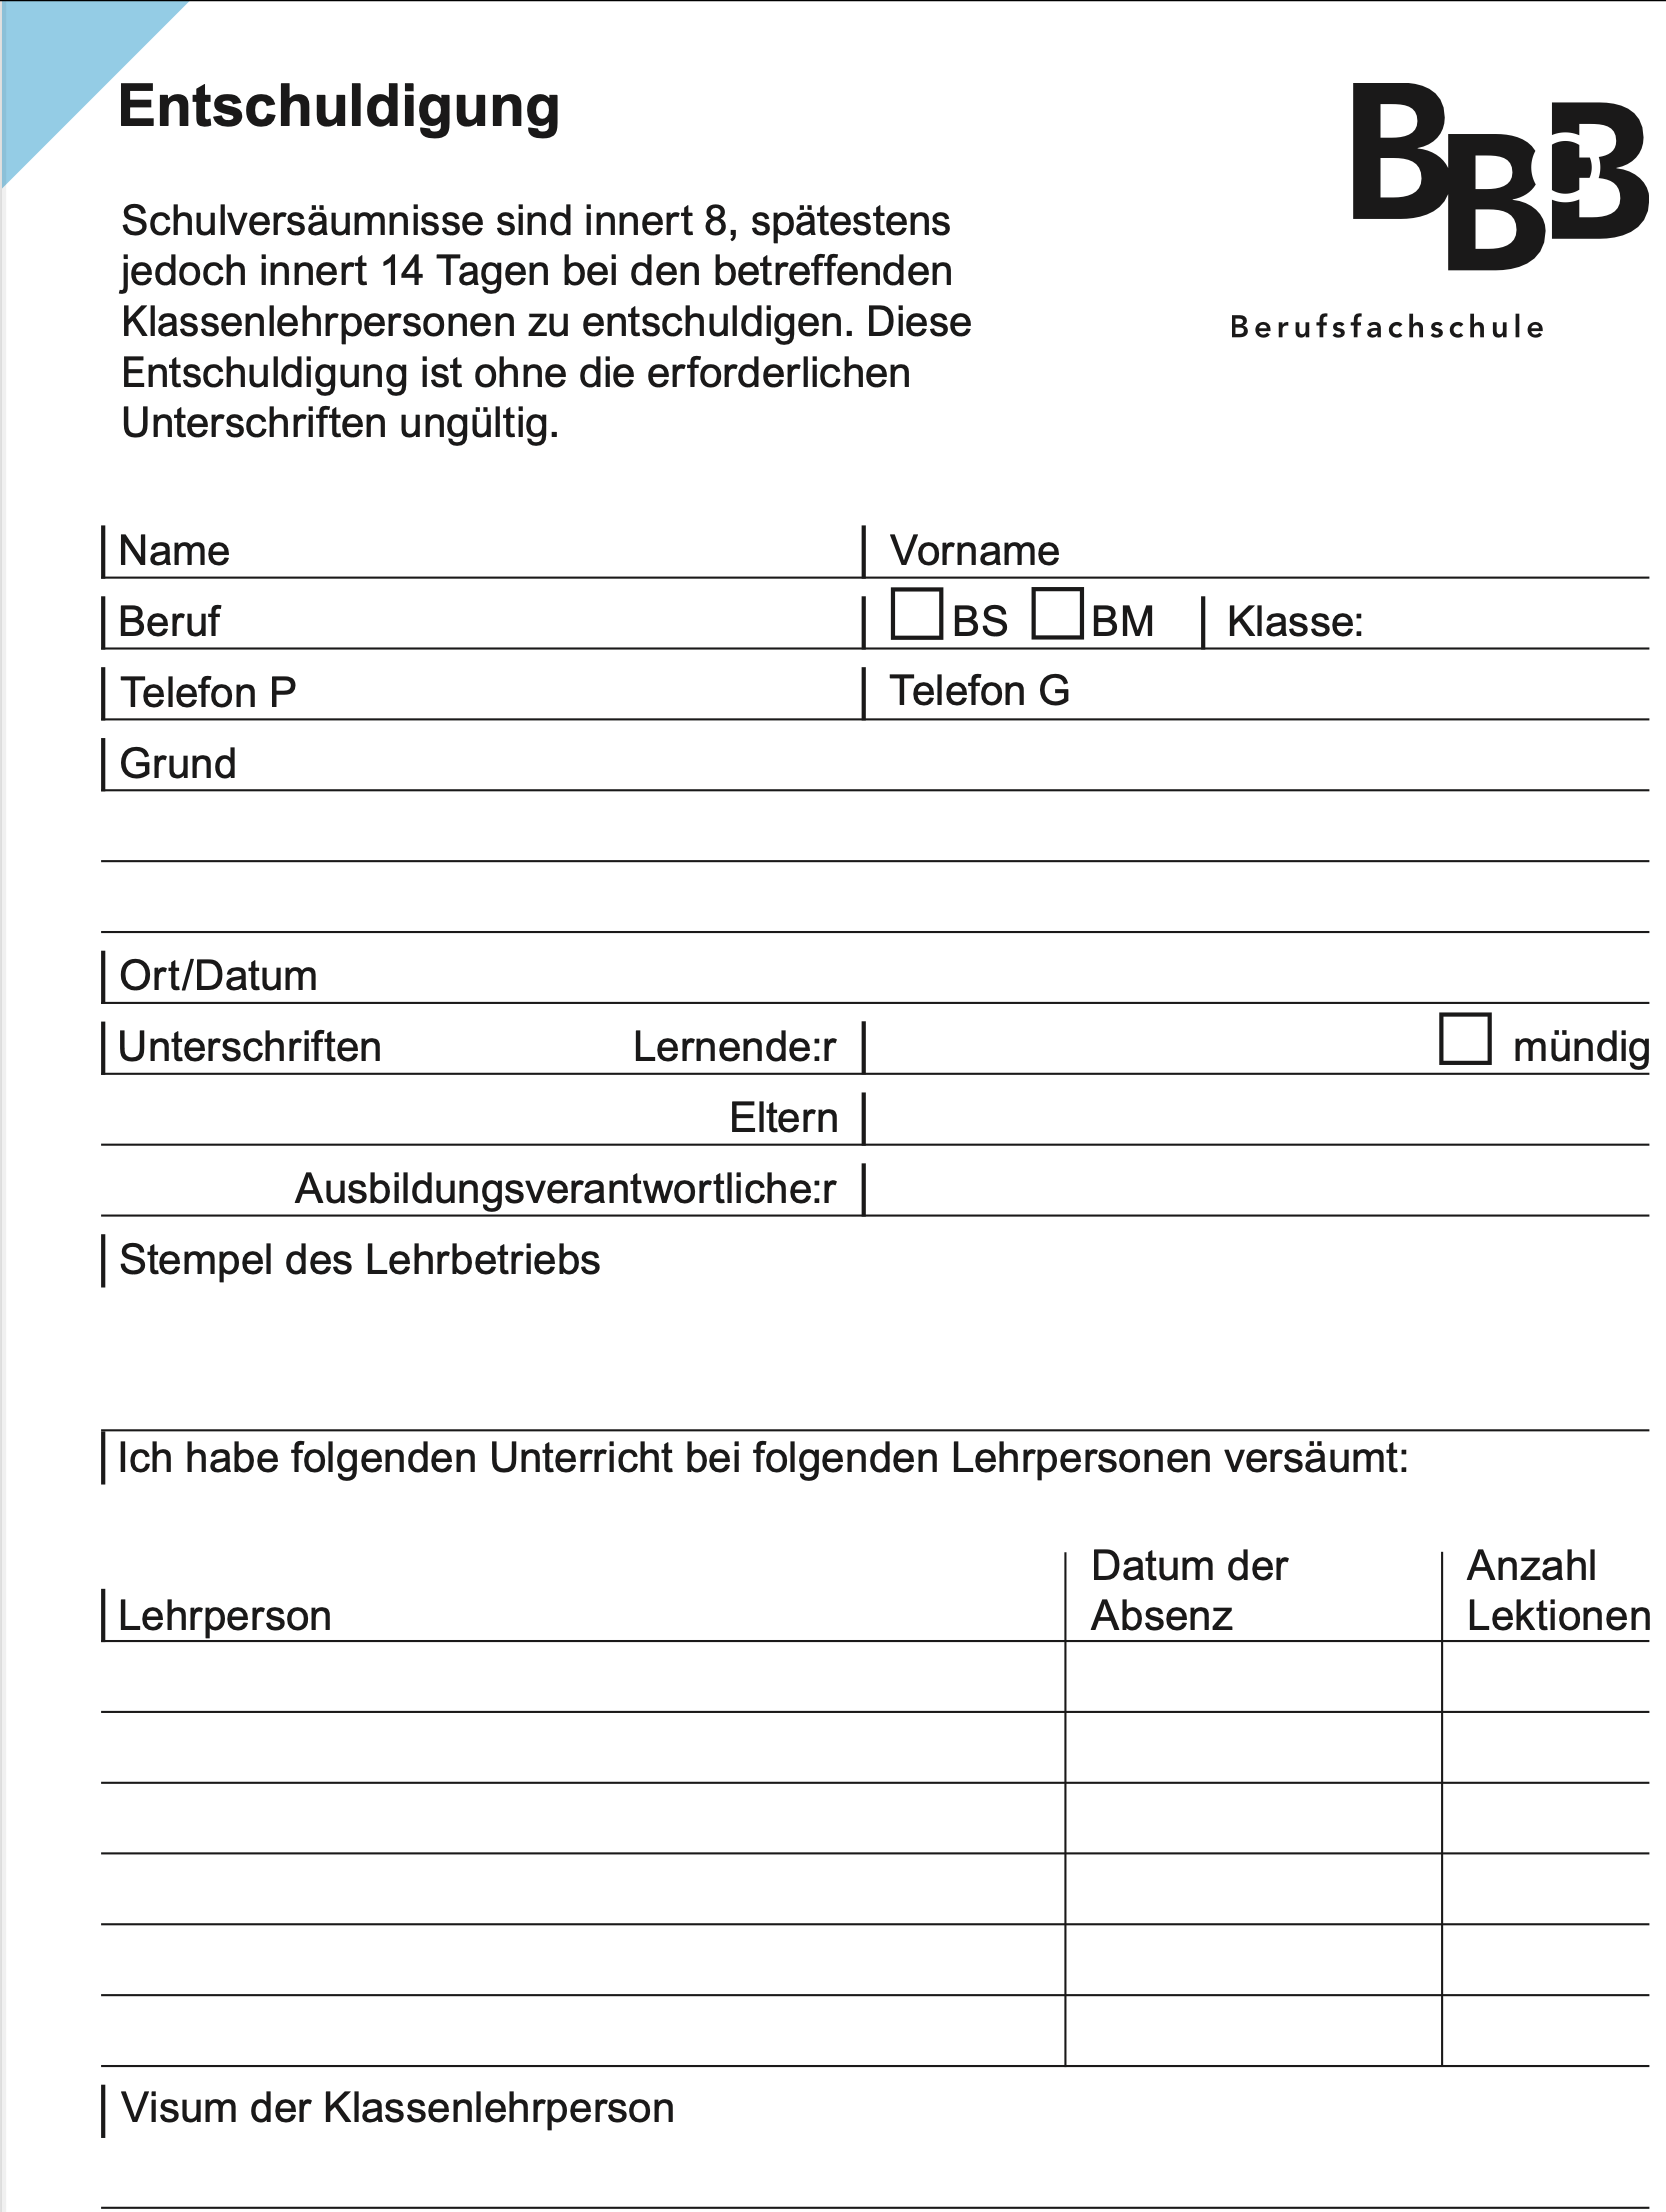 Entschuldigung
BBB
Berufsfachschule
Schulversäumnisse sind innert 8, spätestens
jedoch innert 14 Tagen bei den betreffenden
Klassenlehrpersonen zu entschuldigen. Diese
Entschuldigung ist ohne die erforderlichen
Unterschriften ungültig.
Name Vorname
Beruf BS BM Klasse:
Telefon P Telefon G
Grund
Ort/Datum
Unterschriften Lernende:r mündig
Eltern
Ausbildungsverantwortliche:r
Stempel des Lehrbetriebs
Ich habe folgenden Unterricht bei folgenden Lehrpersonen versäumt:
Lehrperson
Datum der
Absenz
Anzahl
Lektionen
Visum der Klassenlehrperson